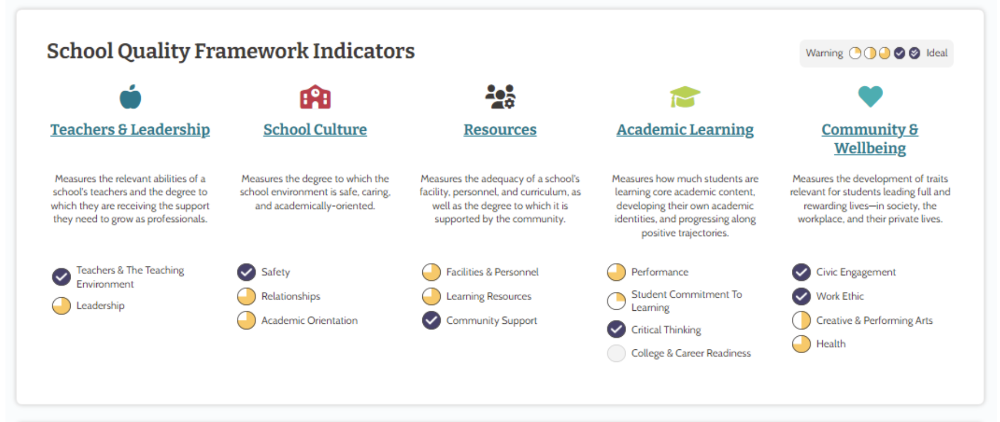 School Quality Framework Indicators
Warning Ideal
Teachers & Leadership
Measures the relevant abilities of a
school's teachers and the degree to
which they are receiving the support
they need to grow as professionals.
Teachers & The Teaching
Environment
Leadership
School Culture
Measures the degree to which the
school environment is safe, caring,
and academically-oriented.
Safety
Relationships
Academic Orientation
Resources
Measures the adequacy of a school's
facility, personnel, and curriculum, as
well as the degree to which it is
supported by the community.
Facilities & Personnel
Learning Resources
Community Support
Academic Learning
Measures how much students are
learning core academic content,
developing their own academic
identities, and progressing along
positive trajectories.
Performance
Student Commitment To
Learning
Critical Thinking
College & Career Readiness
Community &
Wellbeing
Measures the development of traits
relevant for students leading full and
rewarding lives—in society, the
workplace, and their private lives.
Civic Engagement
Work Ethic
Creative & Performing Arts
Health